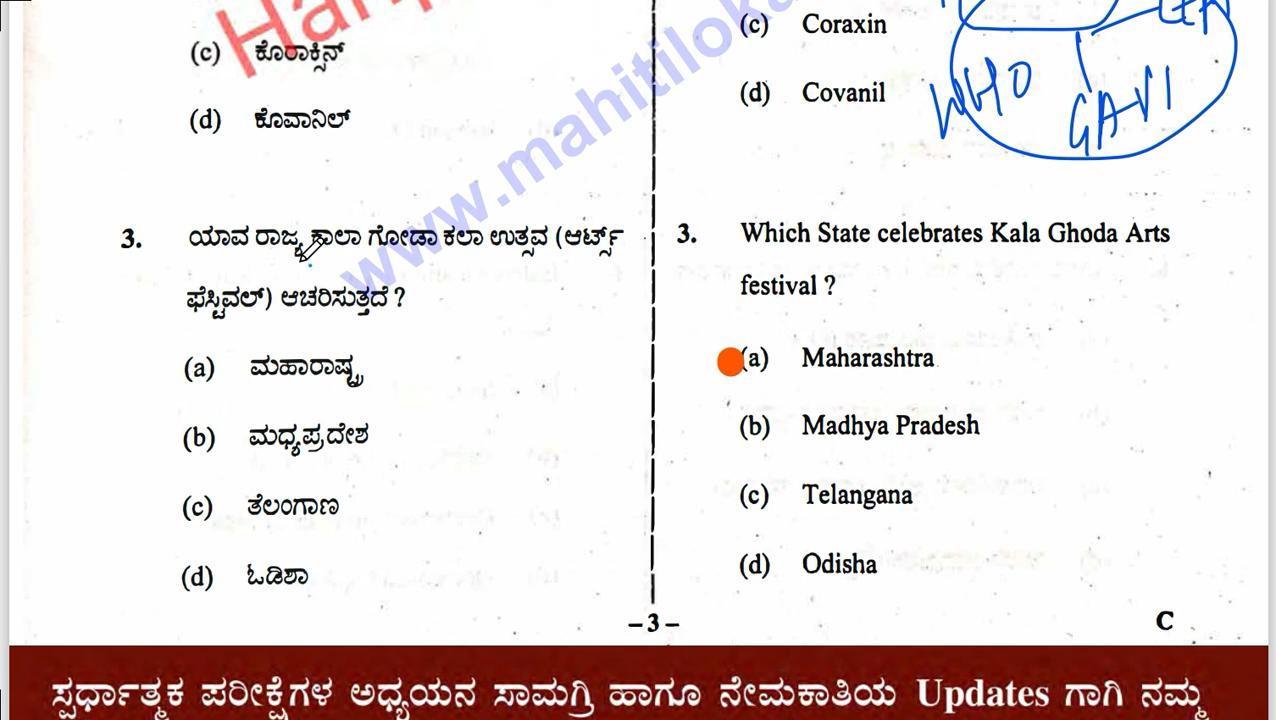 (c) ಕೊರಾಕ್ಸಿನ್
(d) ಕೊವಾನಿಲ್
3. ಯಾವ ರಾಜ್ಯ ಕಾಲಾ ಗೋಡಾ ಕಲಾ ಉತ್ಸವ (ಆರ್ಟ್ಸ್
ಫೆಸ್ಟಿವಲ್) ಆಚರಿಸುತ್ತದೆ ?
(a) ಮಹಾರಾಷ್ಟ್ರ
(b) ಮಧ್ಯಪ್ರದೇಶ
(c) ತೆಲಂಗಾಣ
(d) ಓಡಿಶಾ
www.mahitiloka
(c) Coraxin
(d) Covanil
WHO
GAVI
3. Which State celebrates Kala Ghoda Arts
festival ?
(a) Maharashtra
(b) Madhya Pradesh
(c) Telangana
(d) Odisha
– 3 –
C
ಸ್ಪರ್ಧಾತ್ಮಕ ಪರೀಕ್ಷೆಗಳ ಅಧ್ಯಯನ ಸಾಮಗ್ರಿ ಹಾಗೂ ನೇಮಕಾತಿಯ Updates ಗಾಗಿ ನಮ್ಮ